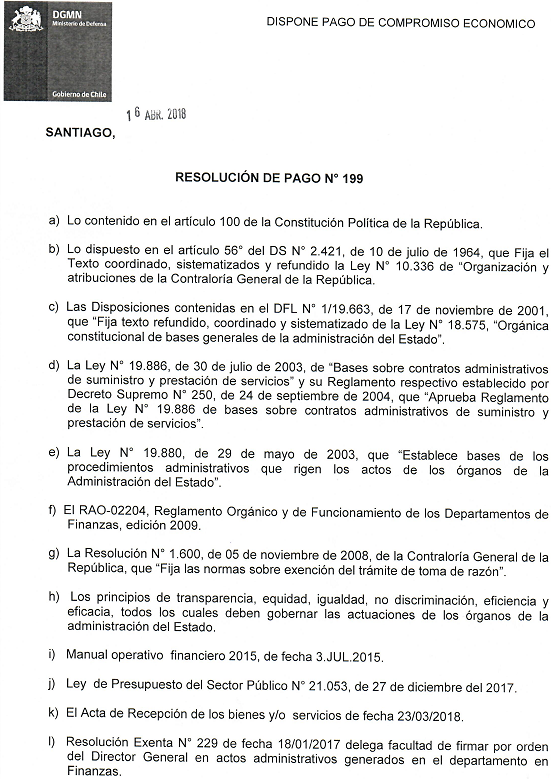 DGMN
Ministerio de Defensa
Gobierno de Chile
DISPONE PAGO DE COMPROMISO ECONOMICO
16 ABR. 2018
SANTIAGO,
RESOLUCIÓN DE PAGO N° 199
a) Lo contenido en el artículo 100 de la Constitución Política de la República.
b) Lo dispuesto en el artículo 56° del DS N° 2.421, de 10 de julio de 1964, que Fija el
Texto coordinado, sistematizados y refundido la Ley N° 10.336 de “Organización y
atribuciones de la Contraloría General de la República.
c) Las Disposiciones contenidas en el DFL N° 1/19.663, de 17 de noviembre de 2001,
que “Fija texto refundido, coordinado y sistematizado de la Ley N° 18.575, “Orgánica
constitucional de bases generales de la administración del Estado”.
d) La Ley N° 19.886, de 30 de julio de 2003, de “Bases sobre contratos administrativos
de suministro y prestación de servicios” y su Reglamento respectivo establecido por
Decreto Supremo N° 250, de 24 de septiembre de 2004, que “Aprueba Reglamento
de la Ley N° 19.886 de bases sobre contratos administrativos de suministro y
prestación de servicios”.
e) La Ley N° 19.880, de 29 de mayo de 2003, que “Establece bases de los
procedimientos administrativos que rigen los actos de los órganos de la
Administración del Estado”.
f) El RAO-02204, Reglamento Orgánico y de Funcionamiento de los Departamentos de
Finanzas, edición 2009.
g) La Resolución N° 1.600, de 05 de noviembre de 2008, de la Contraloría General de la
República, que “Fija las normas sobre exención del trámite de toma de razón”.
h) Los principios de transparencia, equidad, igualdad, no discriminación, eficiencia y
eficacia, todos los cuales deben gobernar las actuaciones de los órganos de la
administración del Estado.
i) Manual operativo financiero 2015, de fecha 3.JUL.2015.
j) Ley de Presupuesto del Sector Público N° 21.053, de 27 de diciembre del 2017.
k) El Acta de Recepción de los bienes y/o servicios de fecha 23/03/2018.
l) Resolución Exenta N° 229 de fecha 18/01/2017 delega facultad de firmar por orden
del Director General en actos administrativos generados en el departamento en
Finanzas.